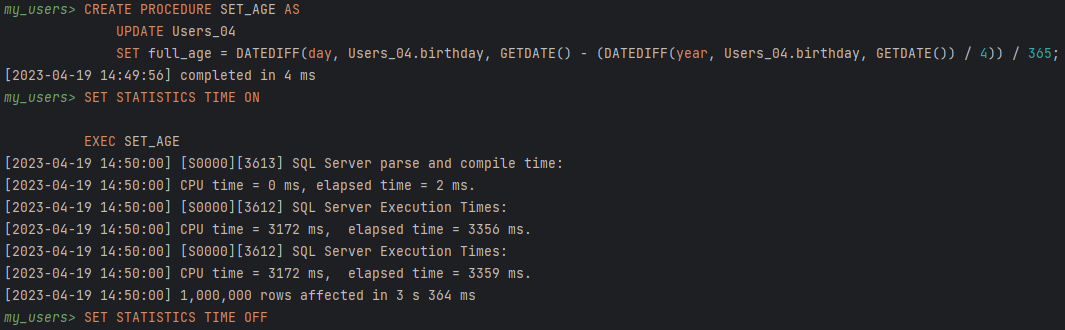 my_users> CREATE PROCEDURE SET_AGE AS
UPDATE Users_04
SET full_age = DATEDIFF(day, Users_04.birthday, GETDATE() - (DATEDIFF(year, Users_04.birthday, GETDATE()) / 4)) / 365;
[2023-04-19 14:49:56] completed in 4 ms
my_users> SET STATISTICS TIME ON
EXEC SET_AGE
[2023-04-19 14:50:00] [S0000][3613] SQL Server parse and compile time:
[2023-04-19 14:50:00] CPU time = 0 ms, elapsed time = 2 ms.
[2023-04-19 14:50:00] [S0000][3612] SQL Server Execution Times:
[2023-04-19 14:50:00] CPU time = 3172 ms,  elapsed time = 3356 ms.
[2023-04-19 14:50:00] [S0000][3612] SQL Server Execution Times:
[2023-04-19 14:50:00] CPU time = 3172 ms,  elapsed time = 3359 ms.
[2023-04-19 14:50:00] 1,000,000 rows affected in 3 s 364 ms
my_users> SET STATISTICS TIME OFF